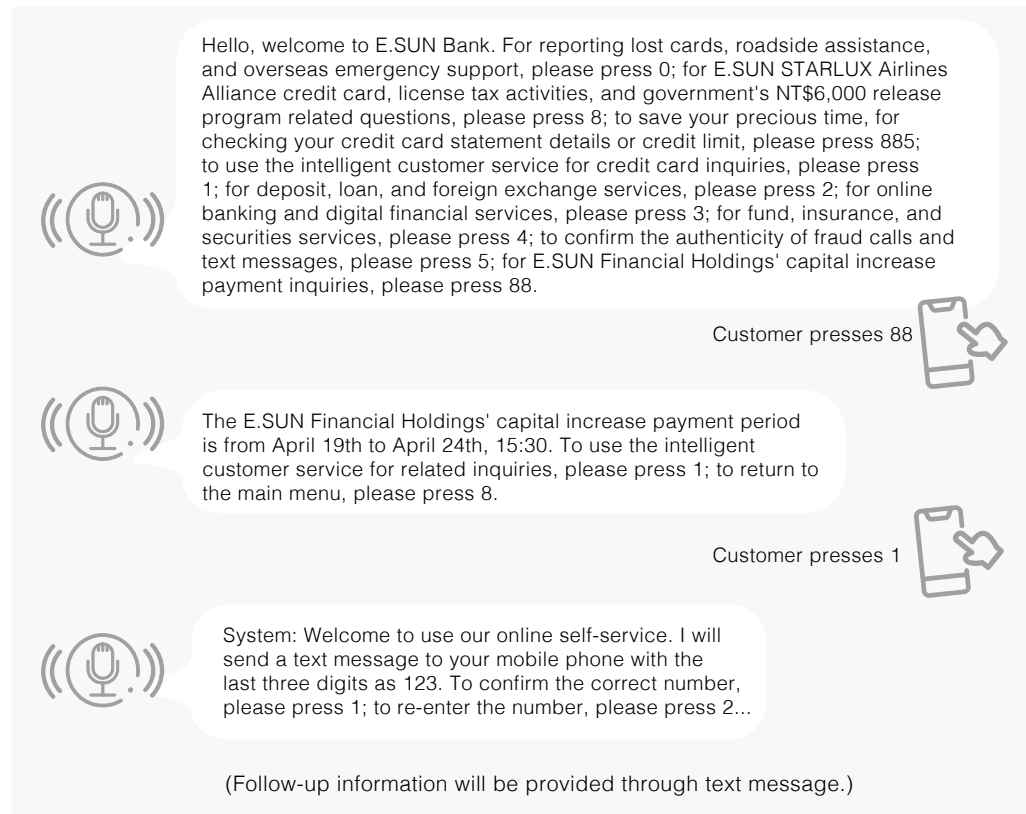 Hello, welcome to E.SUN Bank. For reporting lost cards, roadside assistance,
and overseas emergency support, please press 0; for E.SUN STARLUX Airlines
Alliance credit card, license tax activities, and government's NT$6,000 release
program related questions, please press 8; to save your precious time, for
checking your credit card statement details or credit limit, please press 885;
to use the intelligent customer service for credit card inquiries, please press
1; for deposit, loan, and foreign exchange services, please press 2; for online
banking and digital financial services, please press 3; for fund, insurance, and
securities services, please press 4; to confirm the authenticity of fraud calls and
text messages, please press 5; for E.SUN Financial Holdings' capital increase
payment inquiries, please press 88.
Customer presses 88
The E.SUN Financial Holdings' capital increase payment period
is from April 19th to April 24th, 15:30. To use the intelligent
customer service for related inquiries, please press 1; to return to
the main menu, please press 8.
Customer presses 1
System: Welcome to use our online self-service. I will
send a text message to your mobile phone with the
last three digits as 123. To confirm the correct number,
please press 1; to re-enter the number, please press 2...
(Follow-up information will be provided through text message.)